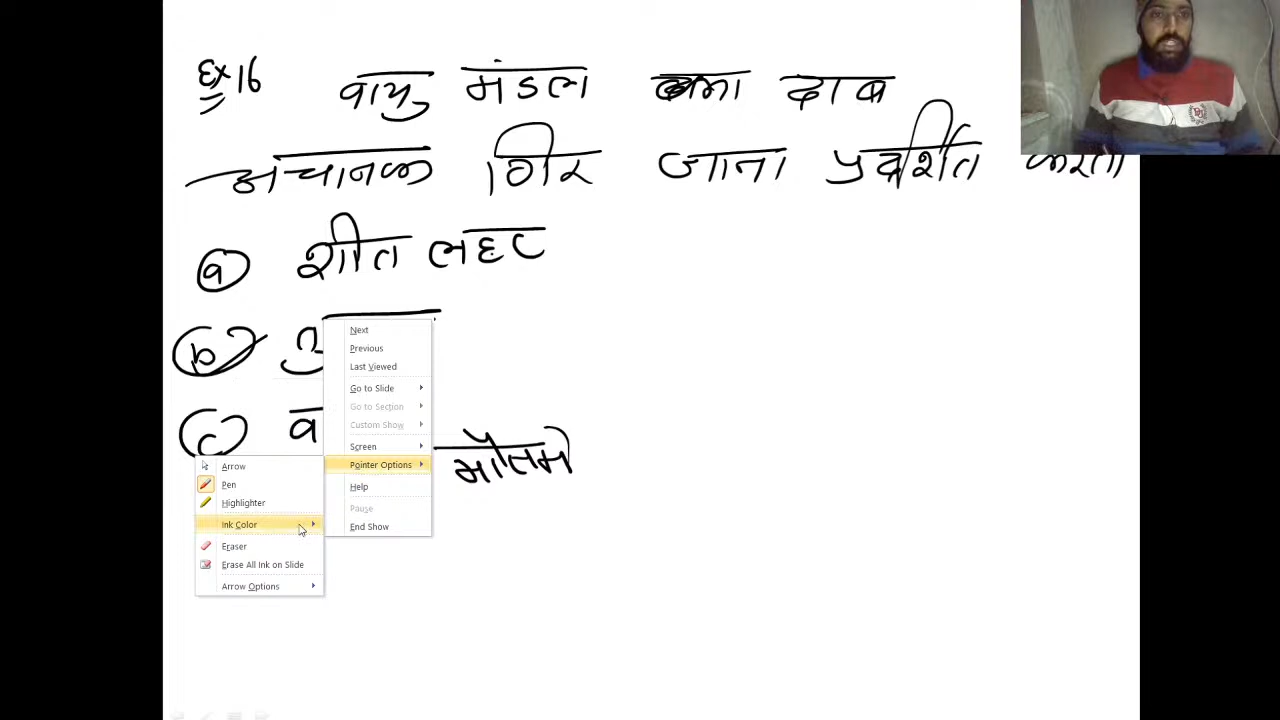 Ex 16 वायु मंडल का दाब
अचानक गिर जाना प्रदर्शित करता
a शीत लहर
b
c
मौसम
Next
Previous
Last Viewed
Go to Slide
Go to Section
Custom Show
Screen
Pointer Options
Help
Pause
End Show
Arrow
Pen
Highlighter
Ink Color
Eraser
Erase All Ink on Slide
Arrow Options